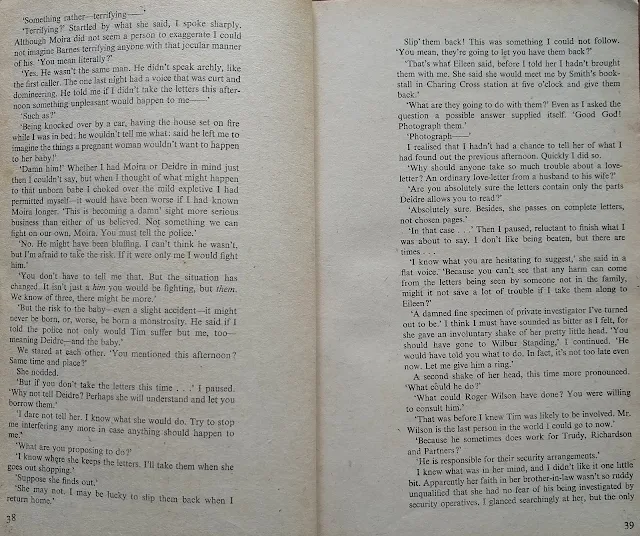 'Something rather—terrifying——'
'Terrifying?' Startled by what she said, I spoke sharply.
Although Moira did not seem a person to exaggerate I could
not imagine Barnes terrifying anyone with that jocular manner
of his. 'You mean literally?'
'Yes. He wasn't the same man. He didn't speak archly, like
the first caller. The one last night had a voice that was curt and
domineering. He told me if I didn't take the letters this after-
noon something unpleasant would happen to me——'
'Such as?'
'Being knocked over by a car, having the house set on fire
while I was in bed; he wouldn't tell me what: said he left me to
imagine the things a pregnant woman wouldn't want to happen
to her baby!'
'Damn him!' Whether I had Moira or Deidre in mind just
then I couldn't say, but when I thought of what might happen
to that unborn babe I choked over the mild expletive I had
permitted myself—it would have been worse if I had known
Moira longer. 'This is becoming a damn' sight more serious
business than either of us believed. Not something we can
fight on our own, Moira. You must tell the police.'
'No. He might have been bluffing. I can't think he wasn't,
but I'm afraid to take the risk. If it were only me I would fight
him.'
'You don't have to tell me that. But the situation has
changed. It isn't just a him you would be fighting, but them.
We know of three, there might be more.'
'But the risk to the baby—even a slight accident—it might
never be born, or, worse, be born a monstrosity. He said if I
told the police not only would Tim suffer but me, too—
meaning Deidre—and the baby.'
We stared at each other. 'You mentioned this afternoon?
Same time and place?'
She nodded.
'But if you don't take the letters this time . . .' I paused.
'Why not tell Deidre? Perhaps she will understand and let you
borrow them.'
'I dare not tell her. I know what she would do. Try to stop
me interfering any more in case anything should happen to
me.'
'What are you proposing to do?'
'I know where she keeps the letters. I'll take them when she
goes out shopping.'
'Suppose she finds out.'
'She may not. I may be lucky to slip them back when I
return home.'
38
Slip them back! This was something I could not follow.
'You mean, they're going to let you have them back?'
'That's what Eileen said, before I told her I hadn't brought
them with me. She said she would meet me by Smith's book-
stall in Charing Cross station at five o'clock and give them
back.'
'What are they going to do with them?' Even as I asked the
question a possible answer supplied itself. 'Good God!
Photograph them.'
'Photograph——'
I realised that I hadn't had a chance to tell her of what I
had found out the previous afternoon. Quickly I did so.
'Why should anyone take so much trouble about a love-
letter? An ordinary love-letter from a husband to his wife?'
'Are you absolutely sure the letters contain only the parts
Deidre allows you to read?'
'Absolutely sure. Besides, she passes on complete letters,
not chosen pages.'
'In that case . . .' Then I paused, reluctant to finish what I
was about to say. I don't like being beaten, but there are
times . . .
'I know what you are hesitating to suggest,' she said in a
flat voice. 'Because you can't see that any harm can come
from the letters being seen by someone not in the family,
might it not save a lot of trouble if I take them along to
Eileen?'
'A damned fine specimen of private investigator I've turned
out to be.' I think I must have sounded as bitter as I felt, for
she gave an involuntary shake of her pretty little head. 'You
should have gone to Wilbur Standing,' I continued. 'He
would have told you what to do. In fact, it's not too late even
now. Let me give him a ring.'
A second shake of her head, this time more pronounced.
'What could he do?'
'What could Roger Wilson have done? You were willing
to consult him.'
'That was before I knew Tim was likely to be involved. Mr.
Wilson is the last person in the world I could go to now.'
'Because he sometimes does work for Trudy, Richardson
and Partners?'
'He is responsible for their security arrangements.'
I knew what was in her mind, and I didn't like it one little
bit. Apparently her faith in her brother-in-law wasn't so ruddy
unqualified that she had no fear of his being investigated by
security operatives. I glanced searchingly at her, but the only
39